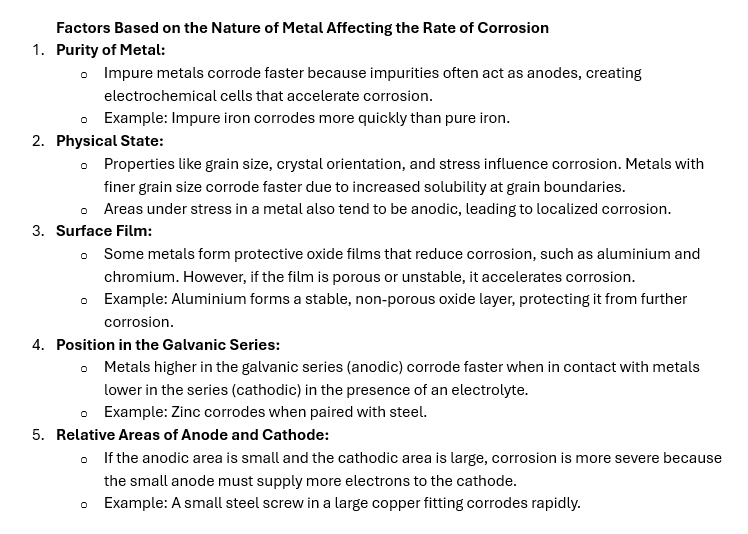 Factors Based on the Nature of Metal Affecting the Rate of Corrosion
1. Purity of Metal:
o Impure metals corrode faster because impurities often act as anodes, creating
electrochemical cells that accelerate corrosion.
o Example: Impure iron corrodes more quickly than pure iron.
2. Physical State:
o Properties like grain size, crystal orientation, and stress influence corrosion. Metals with
finer grain size corrode faster due to increased solubility at grain boundaries.
o Areas under stress in a metal also tend to be anodic, leading to localized corrosion.
3. Surface Film:
o Some metals form protective oxide films that reduce corrosion, such as aluminium and
chromium. However, if the film is porous or unstable, it accelerates corrosion.
o Example: Aluminium forms a stable, non-porous oxide layer, protecting it from further
corrosion.
4. Position in the Galvanic Series:
o Metals higher in the galvanic series (anodic) corrode faster when in contact with metals
lower in the series (cathodic) in the presence of an electrolyte.
o Example: Zinc corrodes when paired with steel.
5. Relative Areas of Anode and Cathode:
o If the anodic area is small and the cathodic area is large, corrosion is more severe because
the small anode must supply more electrons to the cathode.
o Example: A small steel screw in a large copper fitting corrodes rapidly.